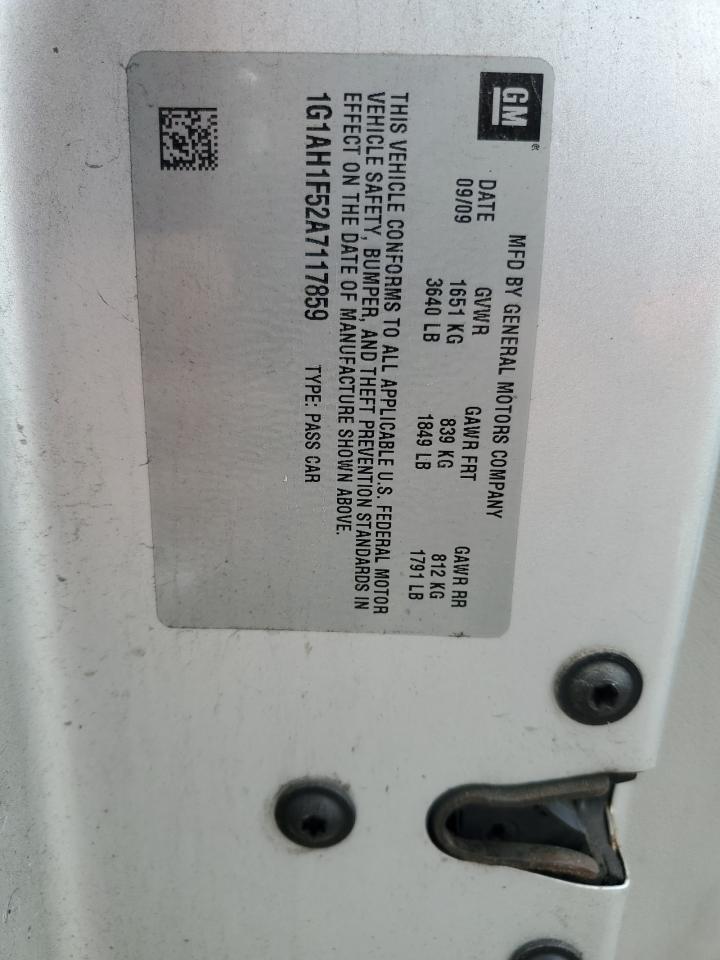 GM
MFD BY GENERAL MOTORS COMPANY
DATE GVWR GAWR FRT GAWR RR
09/09 1651 KG 839 KG 812 KG
3640 LB 1849 LB 1791 LB
THIS VEHICLE CONFORMS TO ALL APPLICABLE U.S. FEDERAL MOTOR
VEHICLE SAFETY, BUMPER, AND THEFT PREVENTION STANDARDS IN
EFFECT ON THE DATE OF MANUFACTURE SHOWN ABOVE.
1G1AH1F52A7117859 TYPE: PASS CAR